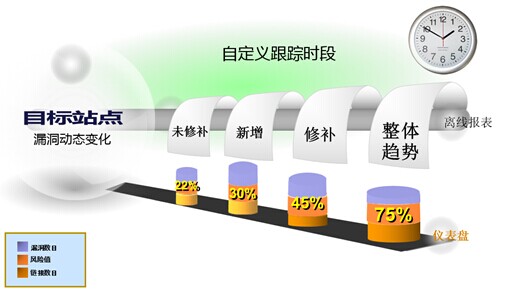 自定义跟踪时段
目标站点
漏洞动态变化
未修补
新增
修补
整体
趋势
离线报表
22%
30%
45%
75%
仪表盘
漏洞数目
风险值
链接数目